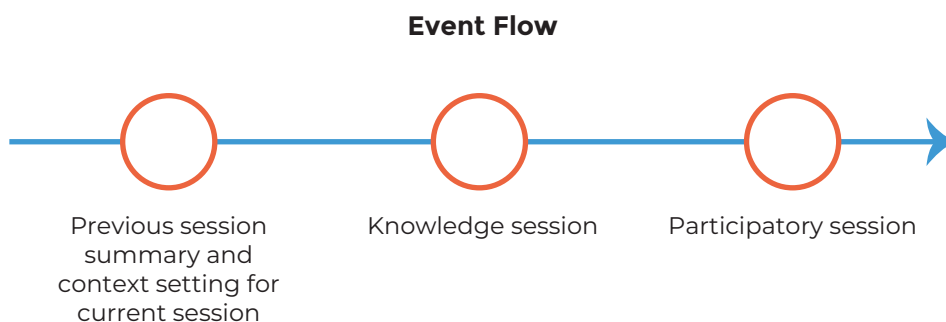 Event Flow
Previous session
summary and
context setting for
current session
Knowledge session
Participatory session